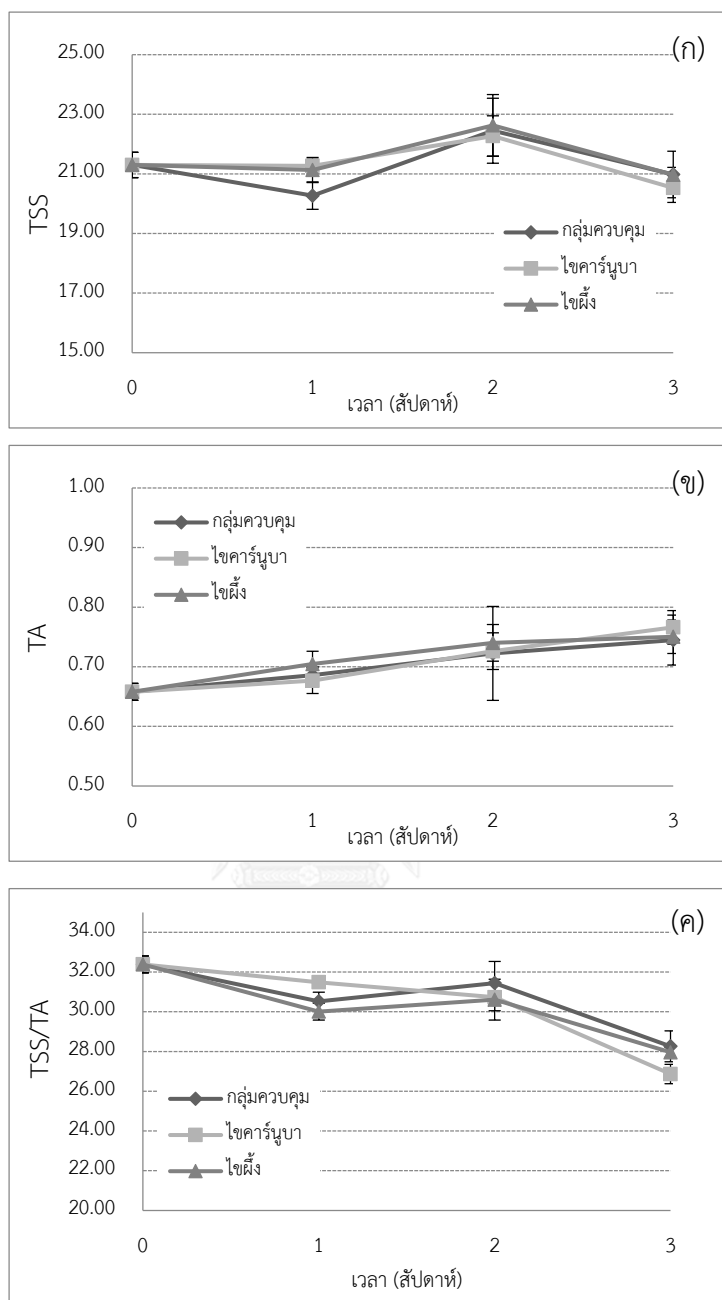 (ก)
25.00
23.00
21.00
19.00
17.00
15.00
TSS
กลุ่มควบคุม
ไขคาร์นูบา
ไขผึ้ง
0 1 2 3
เวลา (สัปดาห์)
(ข)
1.00
0.90
0.80
0.70
0.60
0.50
TA
กลุ่มควบคุม
ไขคาร์นูบา
ไขผึ้ง
0 1 2 3
เวลา (สัปดาห์)
(ค)
34.00
32.00
30.00
28.00
26.00
24.00
22.00
20.00
TSS/TA
กลุ่มควบคุม
ไขคาร์นูบา
ไขผึ้ง
0 1 2 3
เวลา (สัปดาห์)